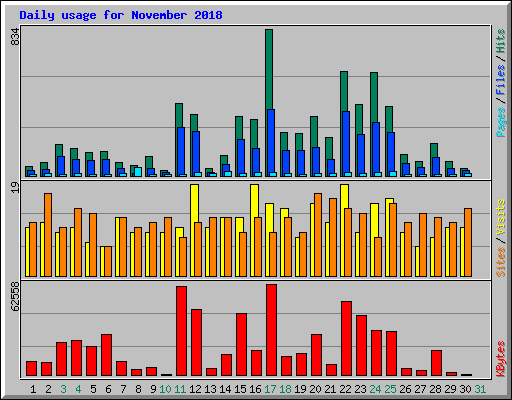 Daily usage for November 2018
834
Pages / Files / Hits
19
Sites / Visits
62558
KBytes
1 2 3 4 5 6 7 8 9 10 11 12 13 14 15 16 17 18 19 20 21 22 23 24 25 26 27 28 29 30 31